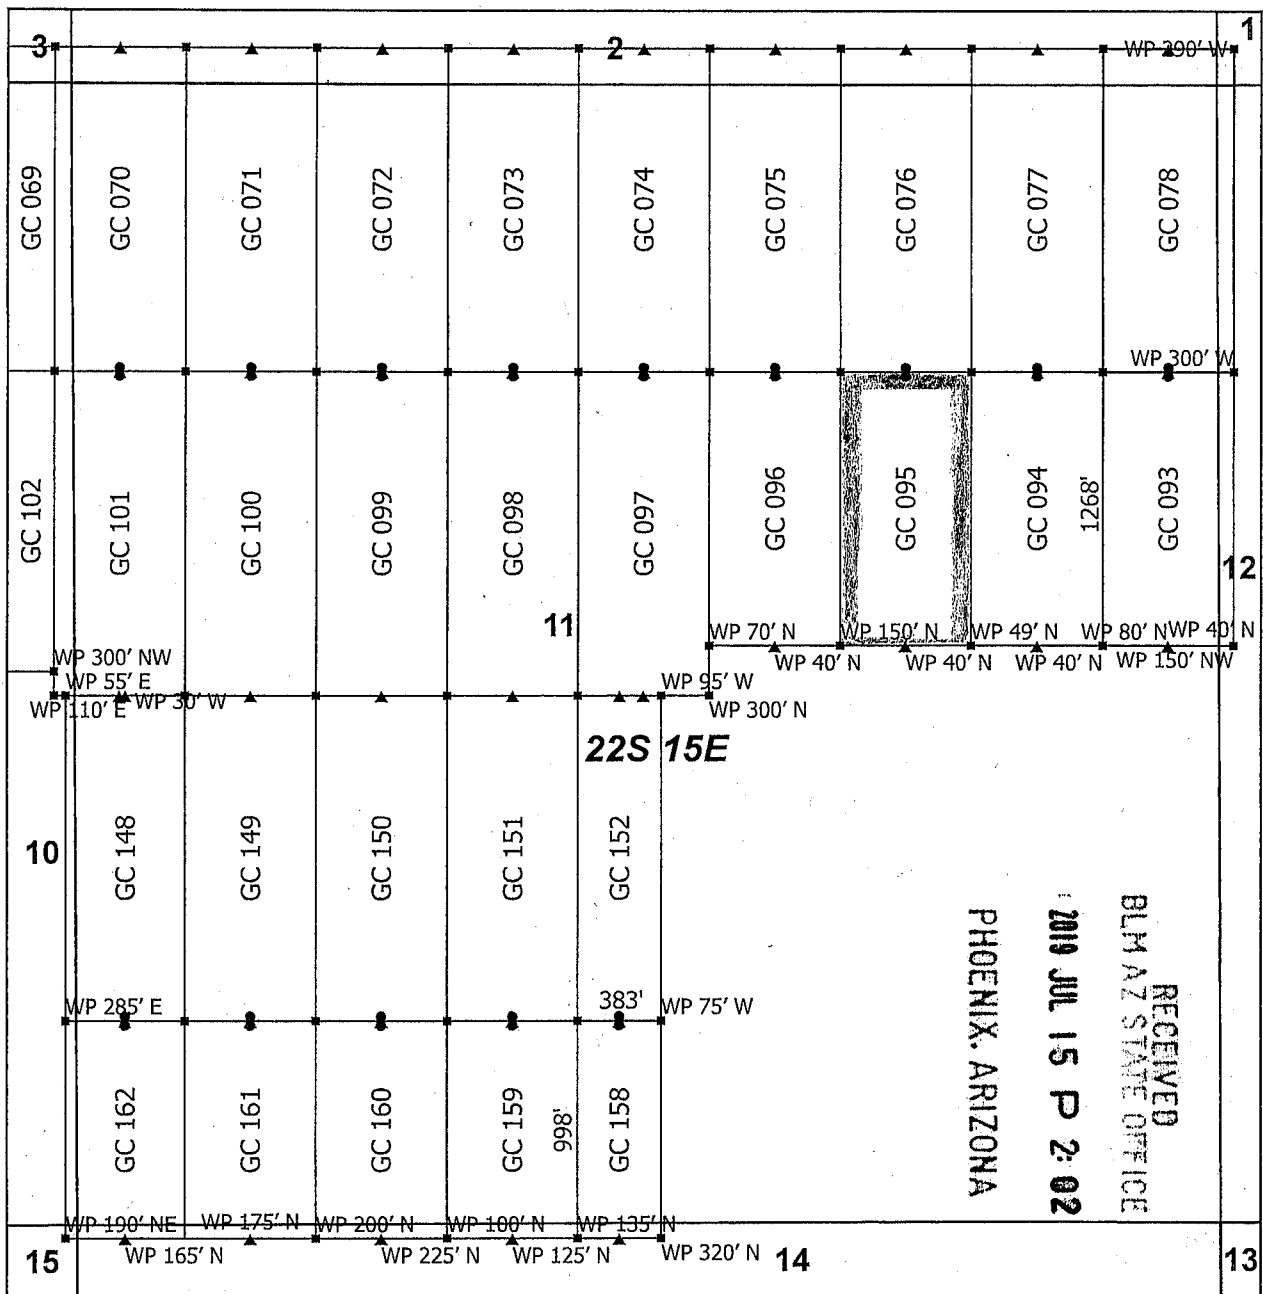 3
2
1
WP 290' W
GC 069
GC 070
GC 071
GC 072
GC 073
GC 074
GC 075
GC 076
GC 077
GC 078
WP 300' W
GC 102
GC 101
GC 100
GC 099
GC 098
GC 097
GC 096
GC 095
GC 094
1268'
GC 093
12
11
WP 70' N
WP 150' N
WP 49' N
WP 80' N
WP 40' N
WP 40' N
WP 40' N
WP 40' N
WP 150' NW
WP 300' NW
WP 55' E
WP 95' W
WP 110' E
WP 30' W
WP 300' N
22S 15E
10
GC 148
GC 149
GC 150
GC 151
GC 152
RECEIVED
BLM AZ STATE OFFICE
2019 JUL 15 P 2:02
PHOENIX, ARIZONA
WP 285' E
383'
WP 75' W
GC 162
GC 161
GC 160
GC 159
998'
GC 158
WP 190' NE
WP 175' N
WP 200' N
WP 100' N
WP 135' N
WP 165' N
WP 225' N
WP 125' N
WP 320' N
15
14
13